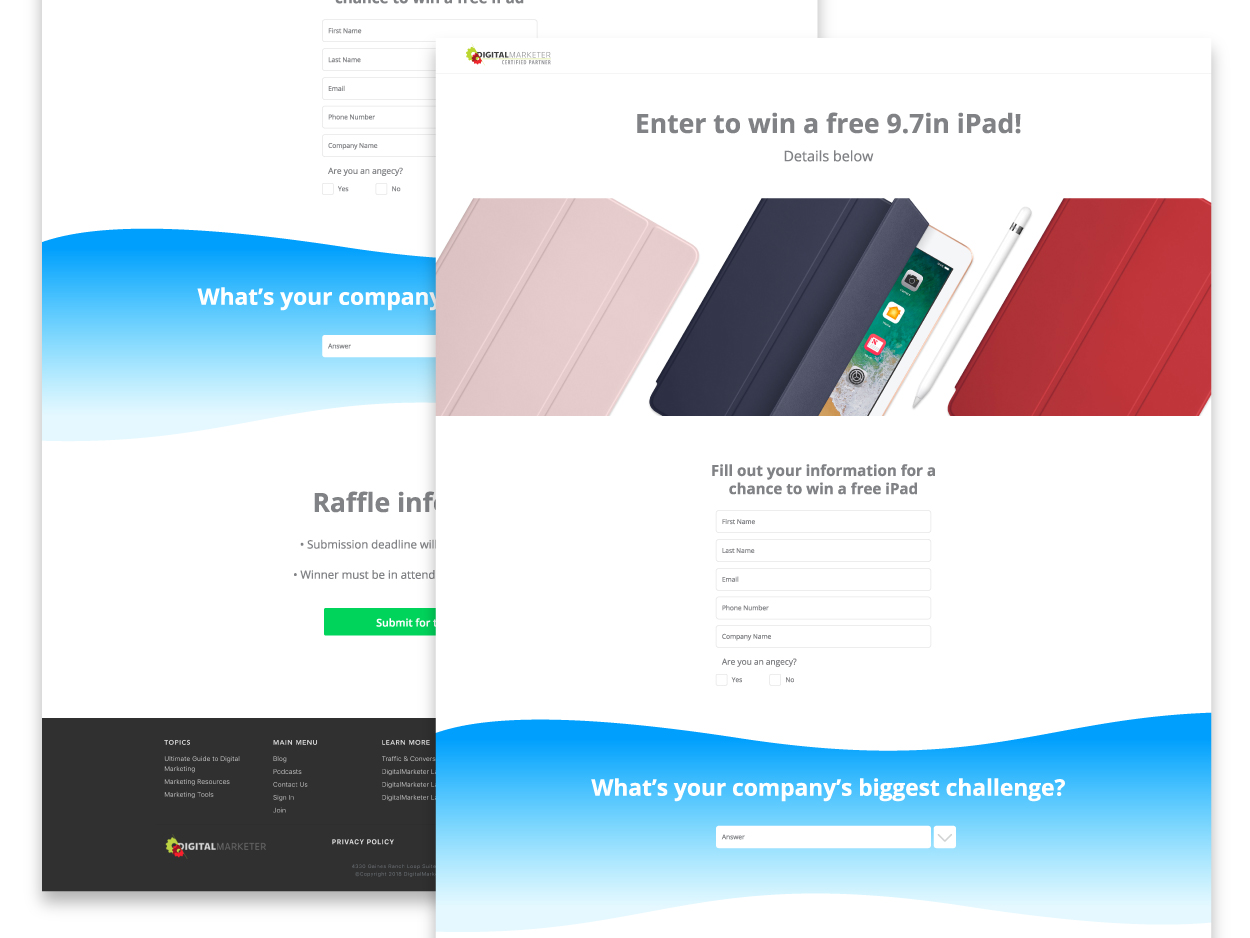 chance to win a free iPad
First Name
Last Name
Email
Phone Number
Company Name
Are you an angecy?
Yes No
What's your company
Answer
Raffle info
• Submission deadline will
• Winner must be in attend
Submit for t
TOPICS
Ultimate Guide to Digital
Marketing
Marketing Resources
Marketing Tools
MAIN MENU
Blog
Podcasts
Contact Us
Sign In
Join
LEARN MORE
Traffic & Convers
DigitalMarketer La
DigitalMarketer La
DigitalMarketer La
DIGITALMARKETER
PRIVACY POLICY
©Copyright 2018 DigitalMark
DIGITALMARKETER
CERTIFIED PARTNER
Enter to win a free 9.7in iPad!
Details below
Fill out your information for a
chance to win a free iPad
First Name
Last Name
Email
Phone Number
Company Name
Are you an angecy?
Yes No
What's your company's biggest challenge?
Answer